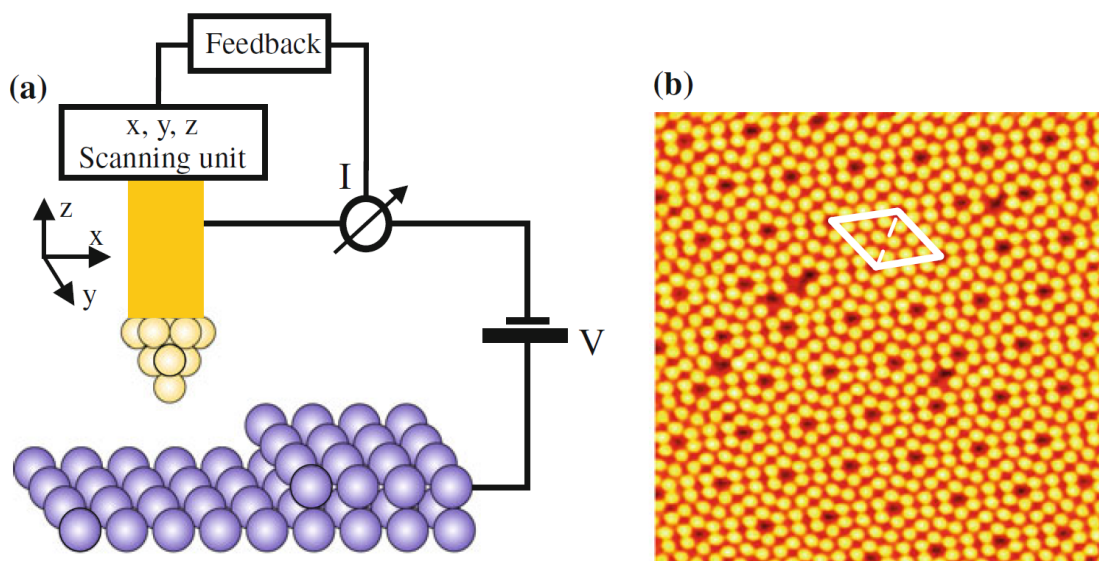 (a)
Feedback
x, y, z
Scanning unit
I
z
x
y
V
(b)